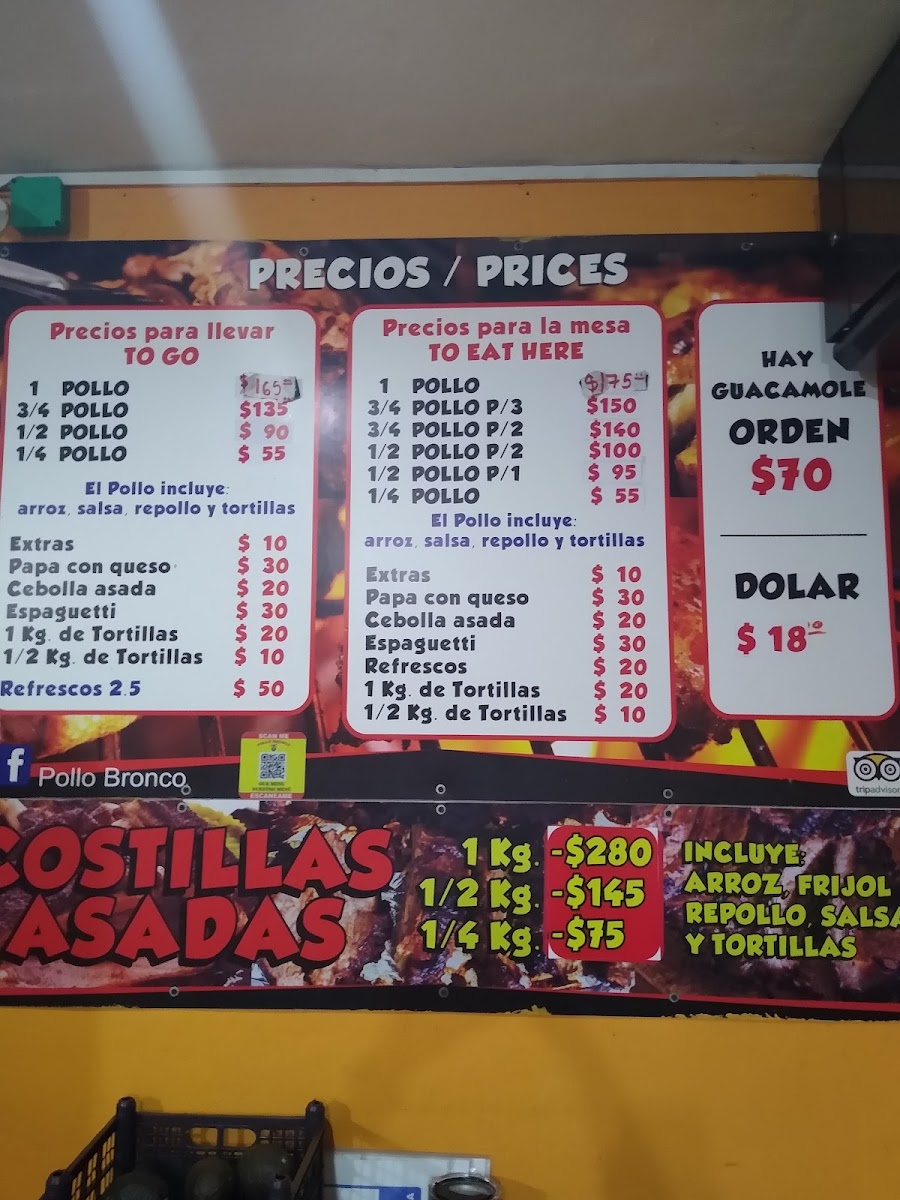 PRECIOS / PRICES
Precios para llevar
TO GO
1 POLLO $165
3/4 POLLO $135
1/2 POLLO $ 90
1/4 POLLO $ 55
El Pollo incluye:
arroz, salsa, repollo y tortillas
Extras $ 10
Papa con queso $ 30
Cebolla asada $ 20
Espaguetti $ 30
1 Kg. de Tortillas $ 20
1/2 Kg. de Tortillas $ 10
Refrescos 2.5 $ 50
Precios para la mesa
TO EAT HERE
1 POLLO $175
3/4 POLLO P/3 $150
3/4 POLLO P/2 $140
1/2 POLLO P/2 $100
1/2 POLLO P/1 $ 95
1/4 POLLO $ 55
El Pollo incluye:
arroz, salsa, repollo y tortillas
Extras $ 10
Papa con queso $ 30
Cebolla asada $ 20
Espaguetti $ 30
Refrescos $ 20
1 Kg. de Tortillas $ 20
1/2 Kg. de Tortillas $ 10
HAY
GUACAMOLE
ORDEN
$70
DOLAR
$ 18
f Pollo Bronco
SCAN ME
ESCANEAME
tripadvisor
COSTILLAS
ASADAS
1 Kg. -$280
1/2 Kg. -$145
1/4 Kg. -$75
INCLUYE:
ARROZ, FRIJOL
REPOLLO, SALSA
Y TORTILLAS